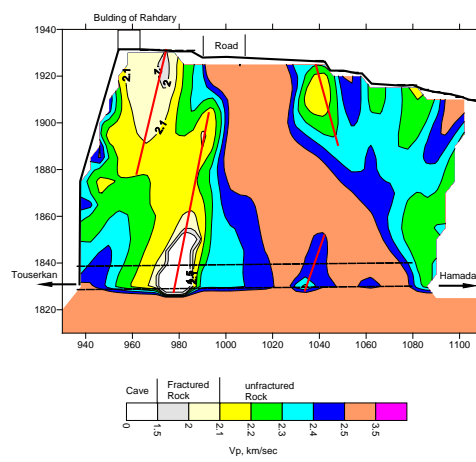 Bulding of Rahdary
Road
1940
1920
1900
1880
1860
1840
1820
2.1
2
2
2.1
1.5
Touserkan
Hamada
940 960 980 1000 1020 1040 1060 1080 1100
Cave Fractured Rock unfractured Rock
0 1.5 2 2.1 2.2 2.3 2.4 2.5 3.5
Vp, km/sec